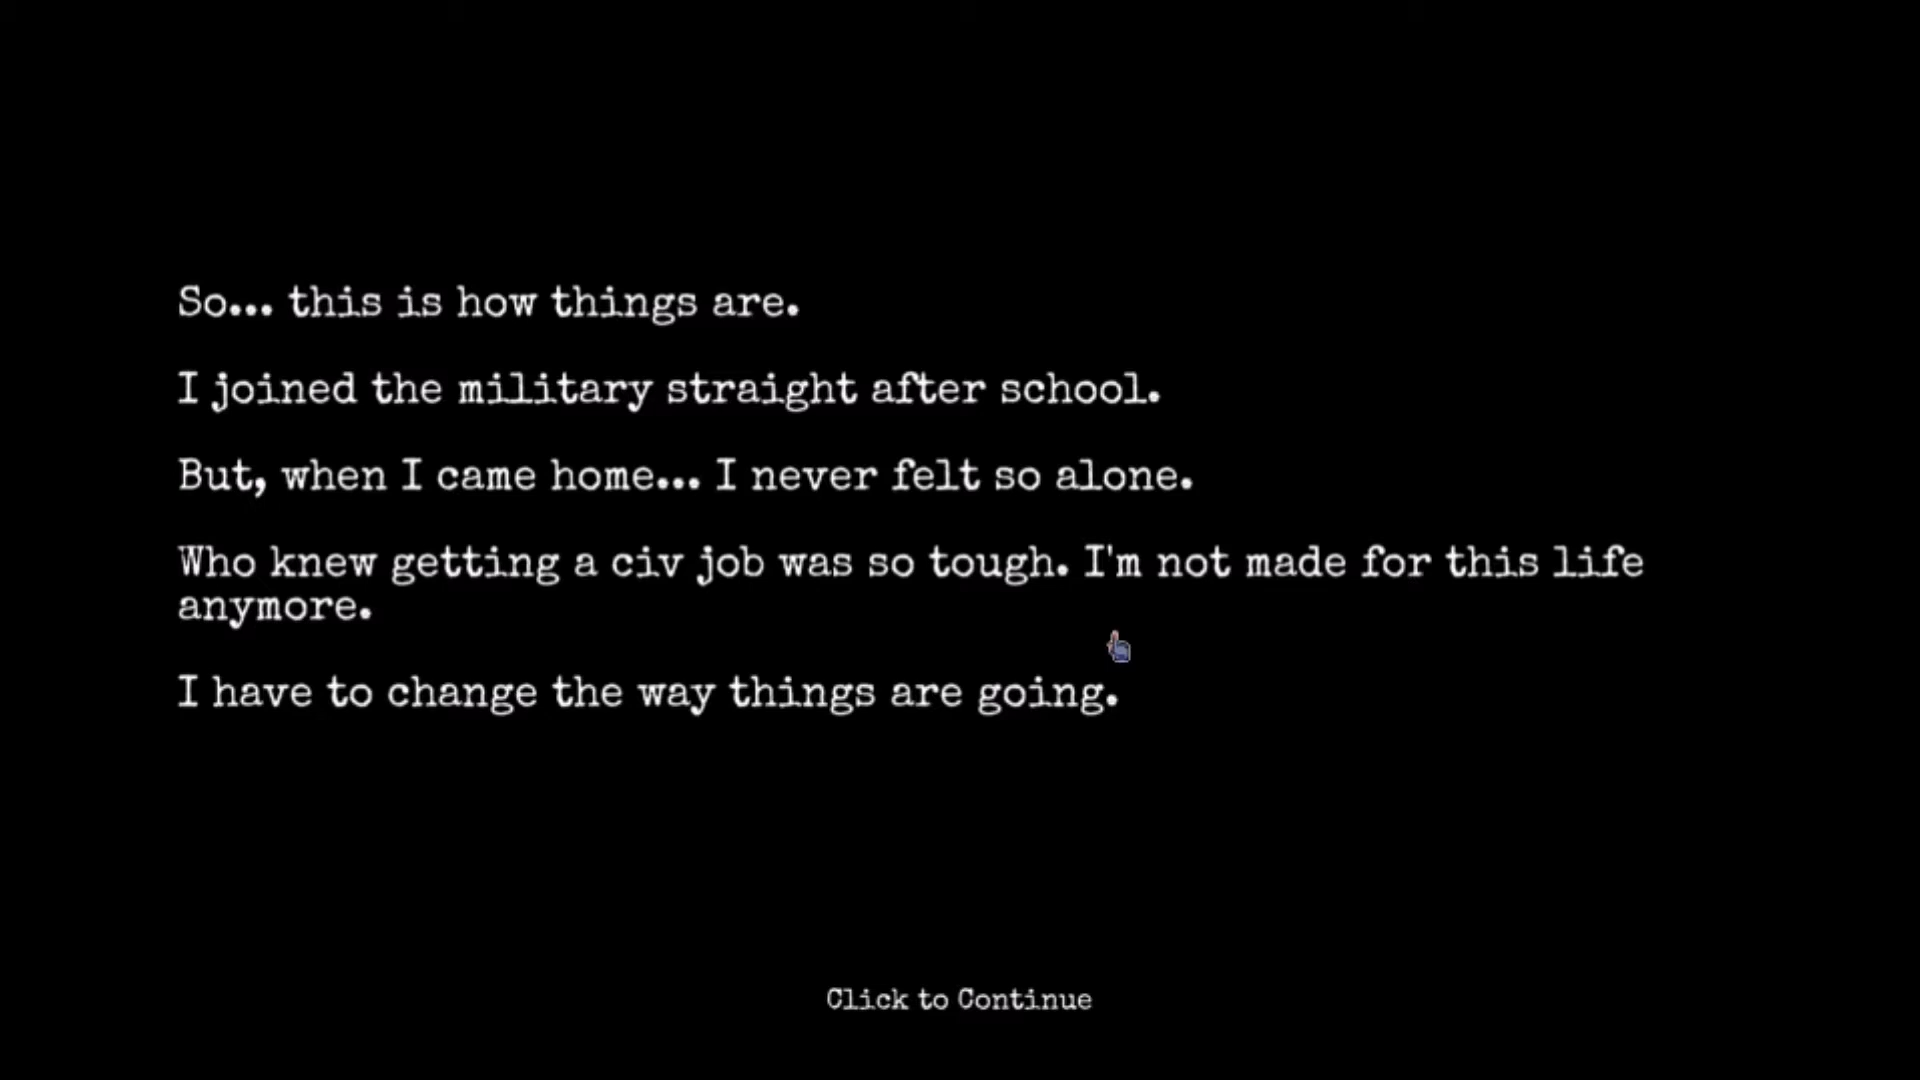 So... this is how things are.
I joined the military straight after school.
But, when I came home... I never felt so alone.
Who knew getting a civ job was so tough. I'm not made for this life
anymore.
I have to change the way things are going.
Click to Continue